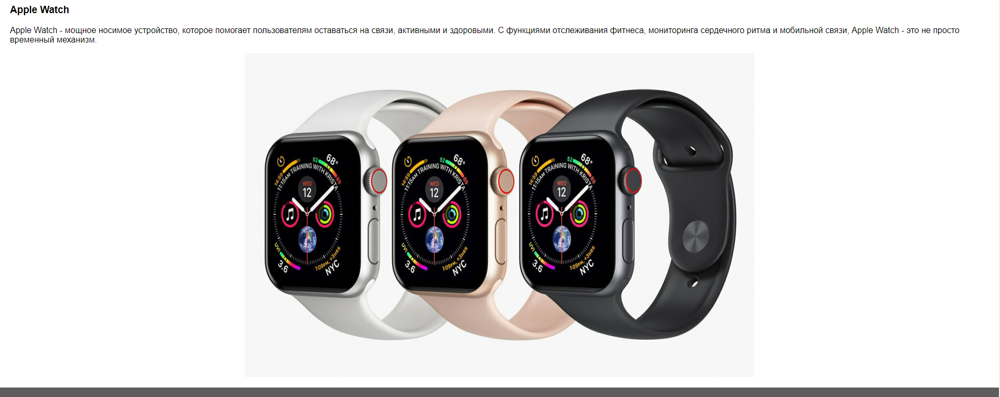 Apple Watch
Apple Watch - мощное носимое устройство, которое помогает пользователям оставаться на связи, активными и здоровыми. С функциями отслеживания фитнеса, мониторинга сердечного ритма и мобильной связи, Apple Watch - это не просто
временный механизм.
14:59
52
68°
89
11:15AM TRAINING WITH KRISTA
WED
12
UVI
3.6
1:09PM, +3HRS
NYC
14:59
52
68°
89
11:15AM TRAINING WITH KRISTA
WED
12
UVI
3.6
1:09PM, +3HRS
NYC
14:59
52
68°
89
11:15AM TRAINING WITH KRISTA
WED
12
UVI
3.6
1:09PM, +3HRS
NYC